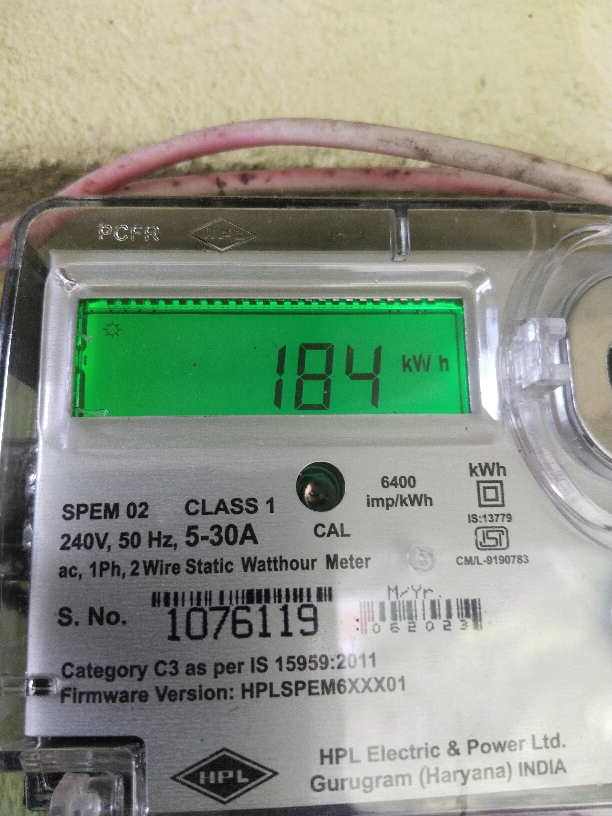 PCFR HPL
184 kWh
SPEM 02 CLASS 1
240V, 50 Hz, 5-30A
ac, 1Ph, 2 Wire Static Watthour Meter
CAL
6400
imp/kWh
kWh
IS:13779
ISI
CM/L-9190783
S. No. 1076119
M/Yr.
062023
Category C3 as per IS 15959:2011
Firmware Version: HPLSPEM6XXX01
HPL
HPL Electric & Power Ltd.
Gurugram (Haryana) INDIA